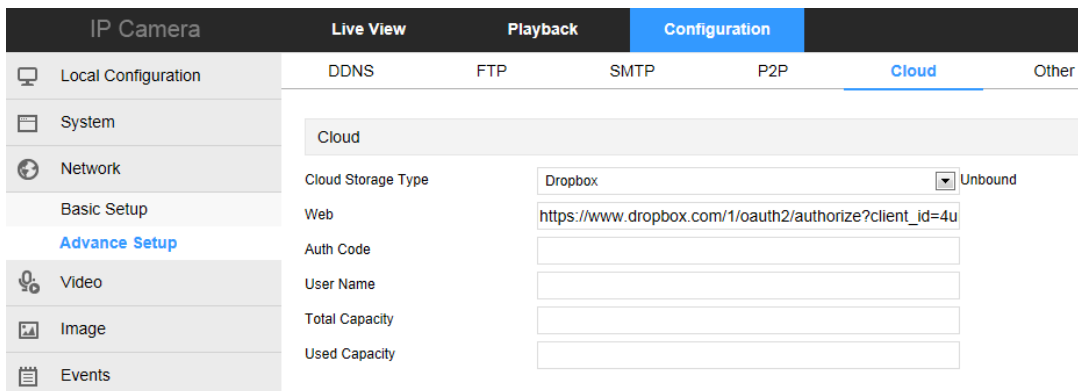 IP Camera Live View Playback Configuration
Local Configuration DDNS FTP SMTP P2P Cloud Other
System
Cloud
Network
Cloud Storage Type Dropbox Unbound
Basic Setup
Web https://www.dropbox.com/1/oauth2/authorize?client_id=4u
Advance Setup
Auth Code
Video
User Name
Image
Total Capacity
Used Capacity
Events